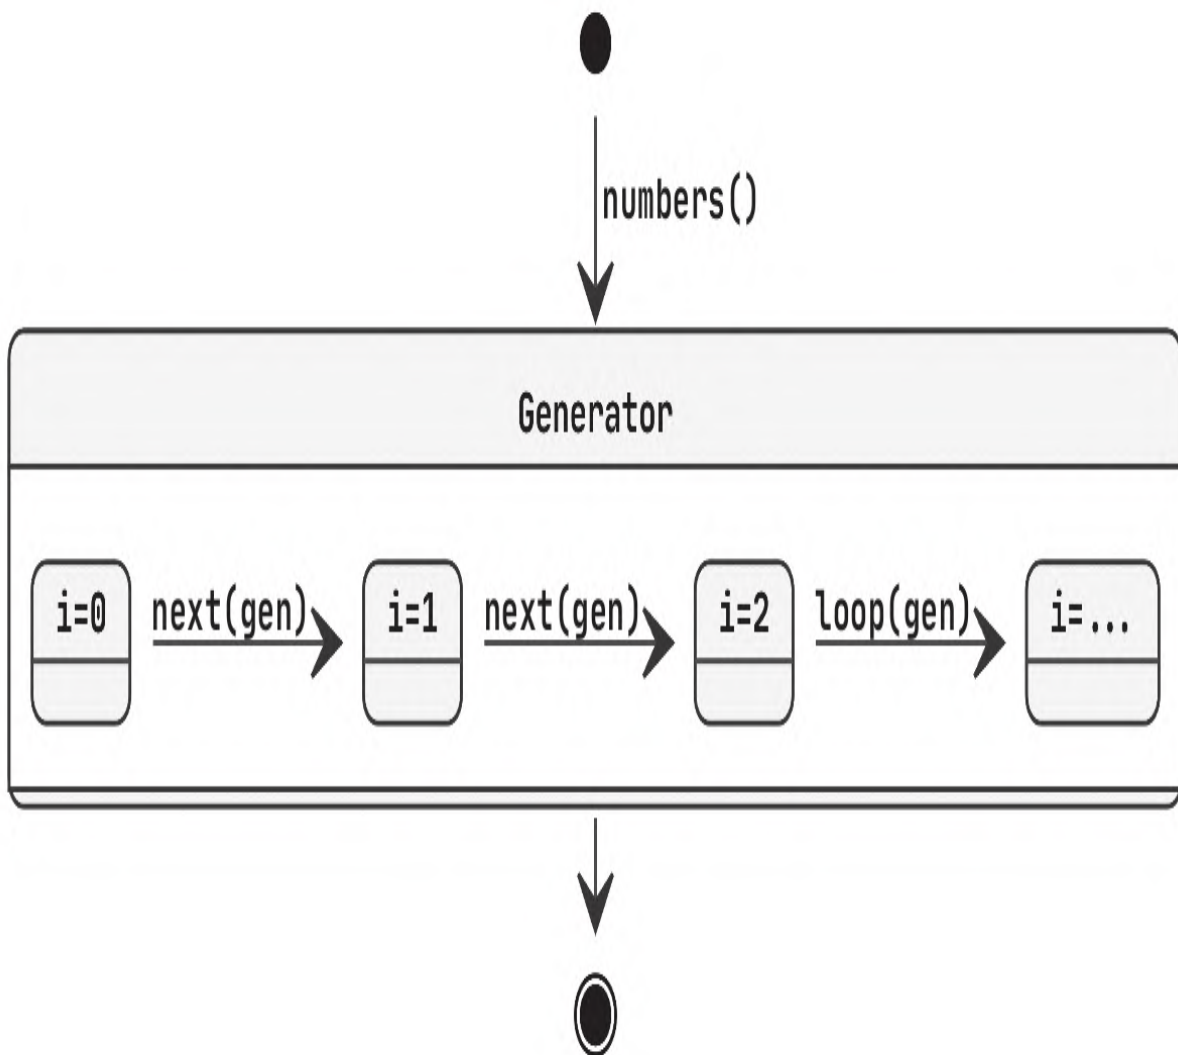 numbers()
Generator
i=0 next(gen) i=1 next(gen) i=2 loop(gen) i=...